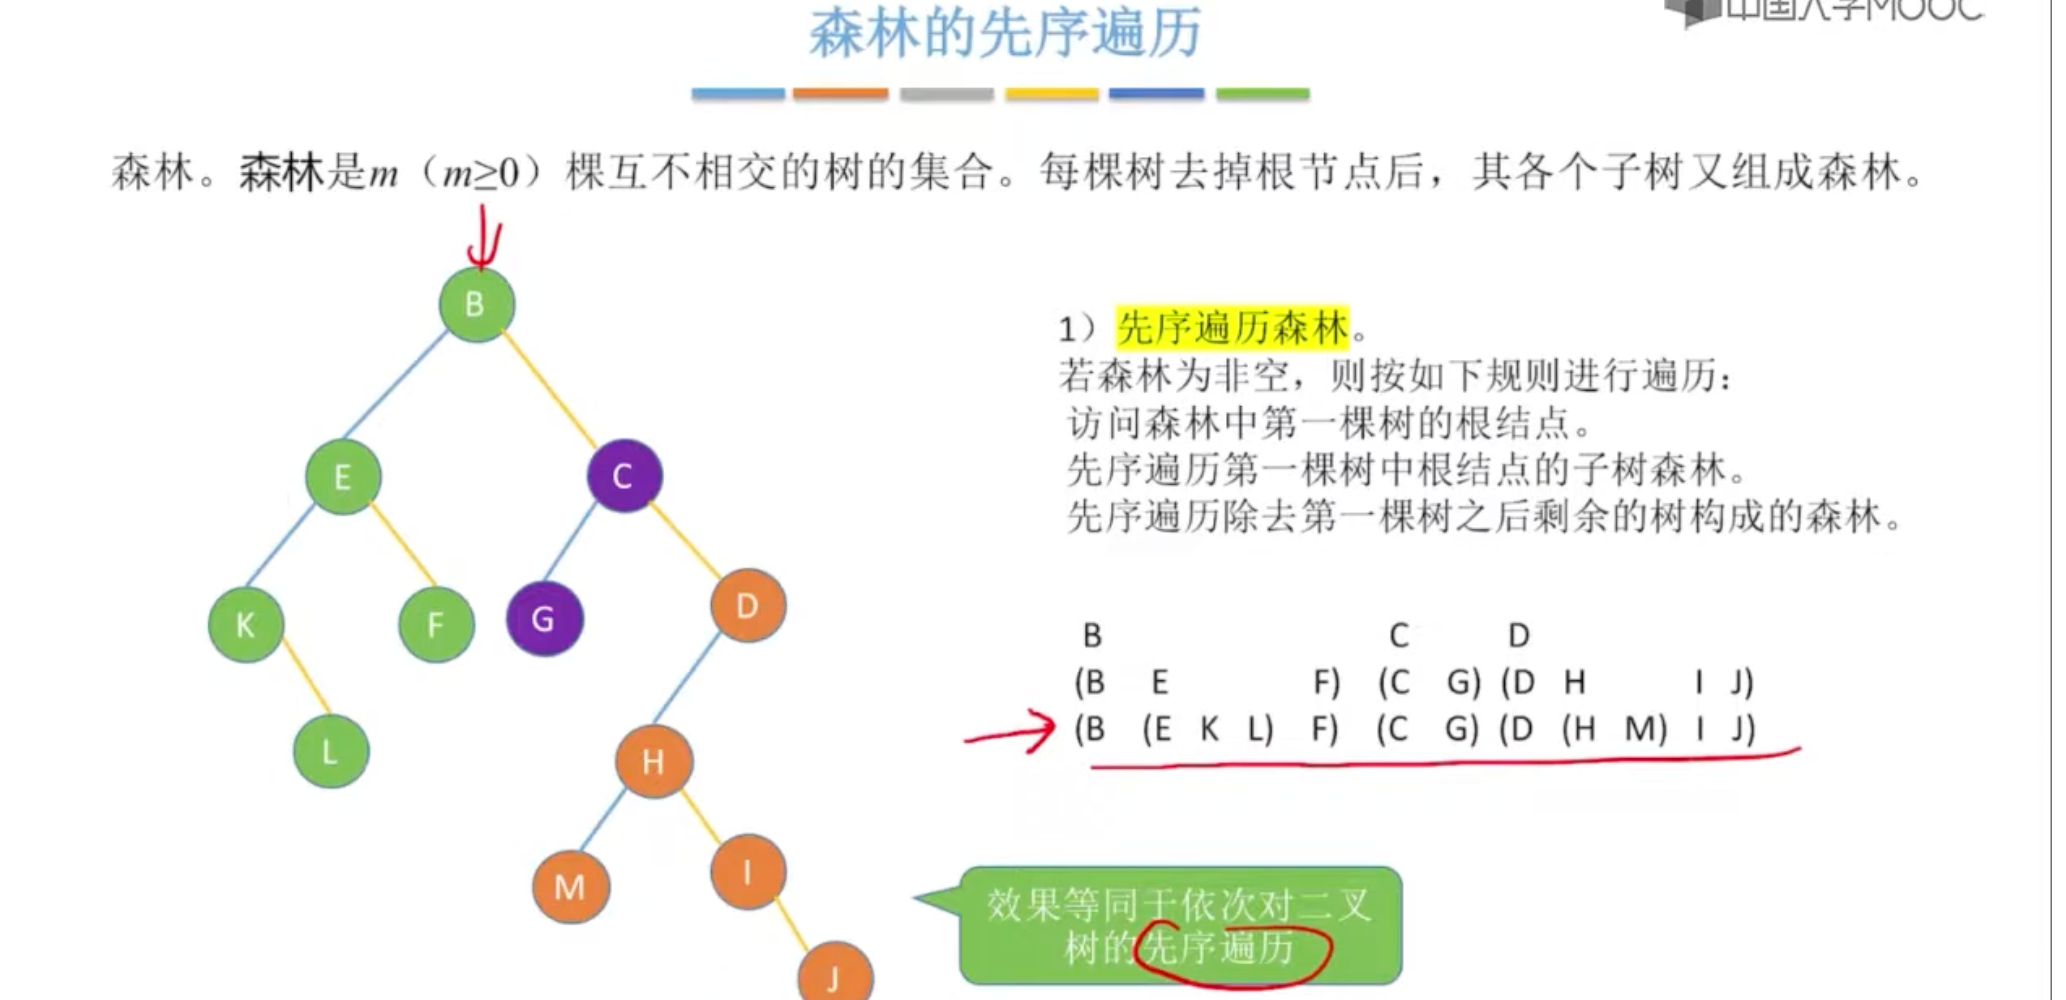 中国大学MOOC
森林的先序遍历
森林。森林是m（m≥0）棵互不相交的树的集合。每棵树去掉根节点后，其各个子树又组成森林。
B
E
C
K
F
G
D
L
H
M
I
J
1）先序遍历森林。
若森林为非空，则按如下规则进行遍历：
访问森林中第一棵树的根结点。
先序遍历第一棵树中根结点的子树森林。
先序遍历除去第一棵树之后剩余的树构成的森林。
B C D
(B E F) (C G) (D H I J)
(B (E K L) F) (C G) (D (H M) I J)
效果等同于依次对二叉
树的先序遍历